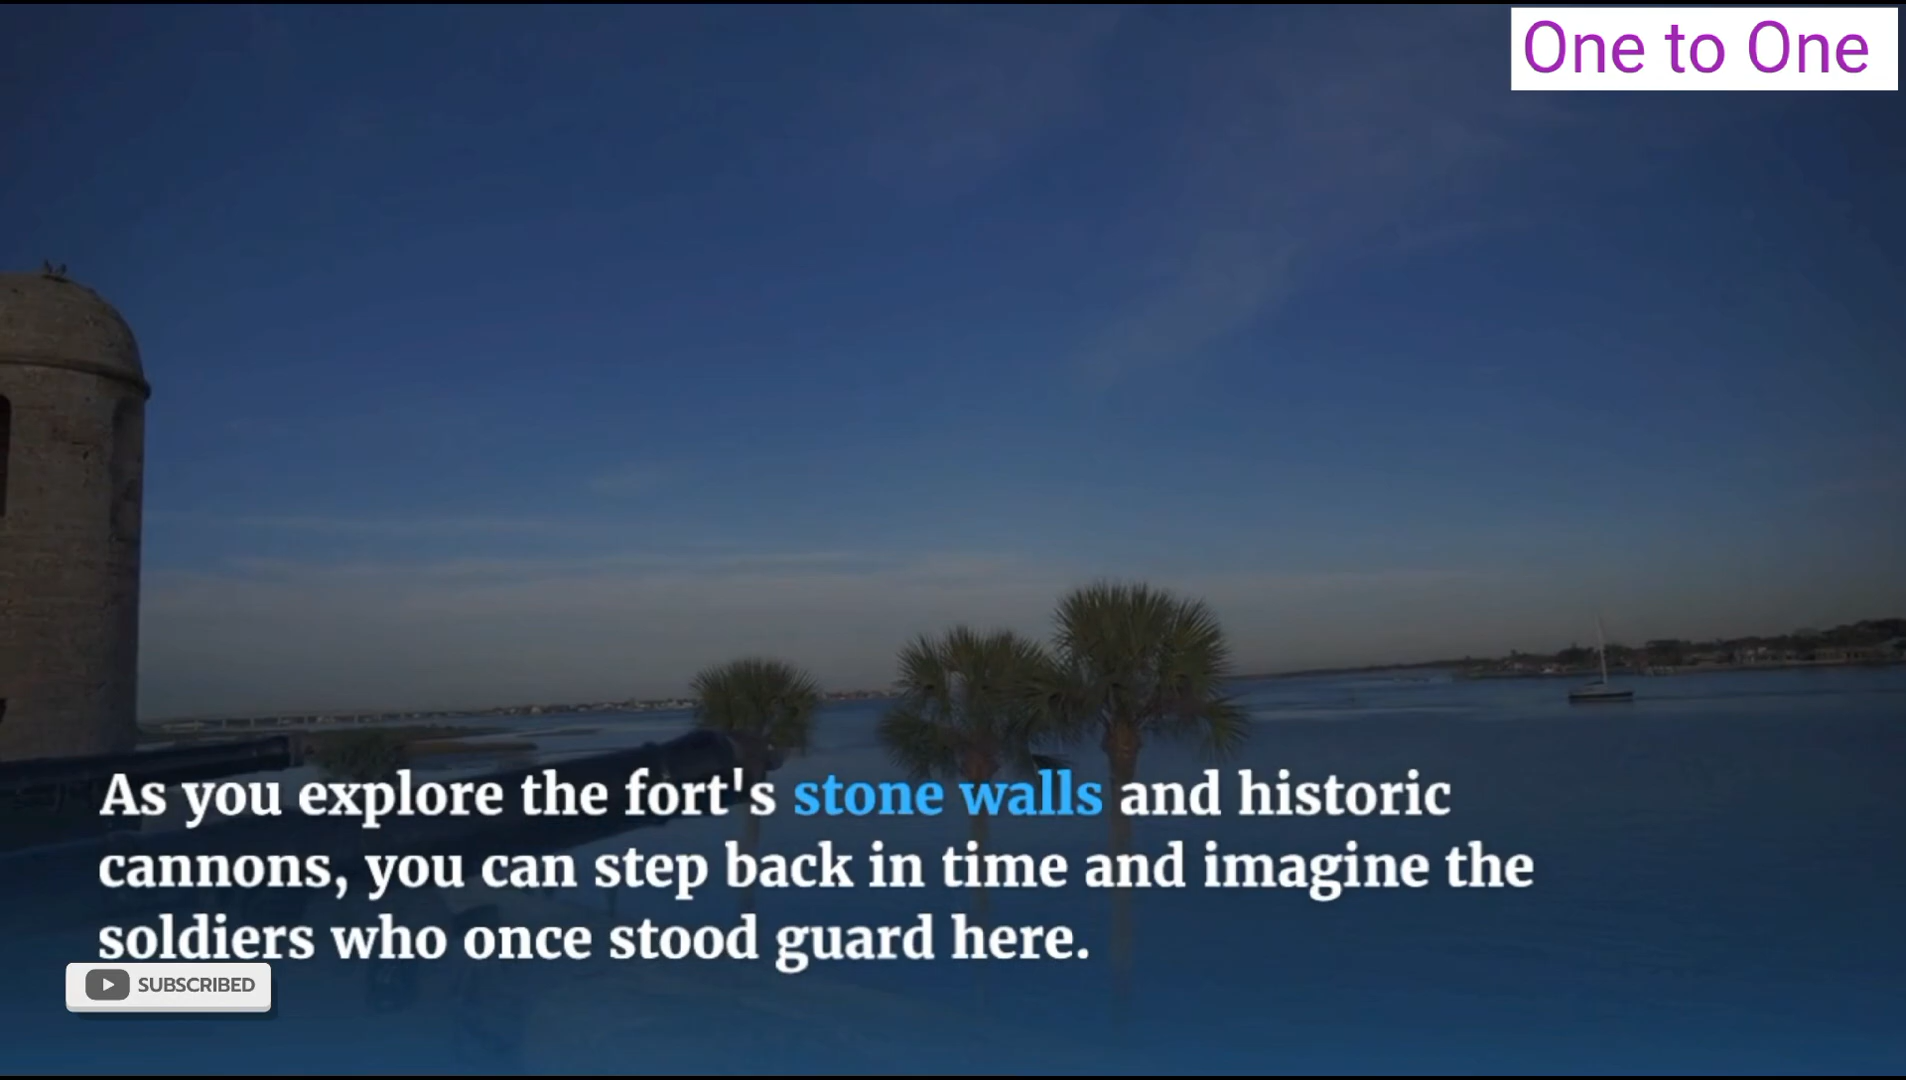 One to One
As you explore the fort's stone walls and historic
cannons, you can step back in time and imagine the
soldiers who once stood guard here.
SUBSCRIBED